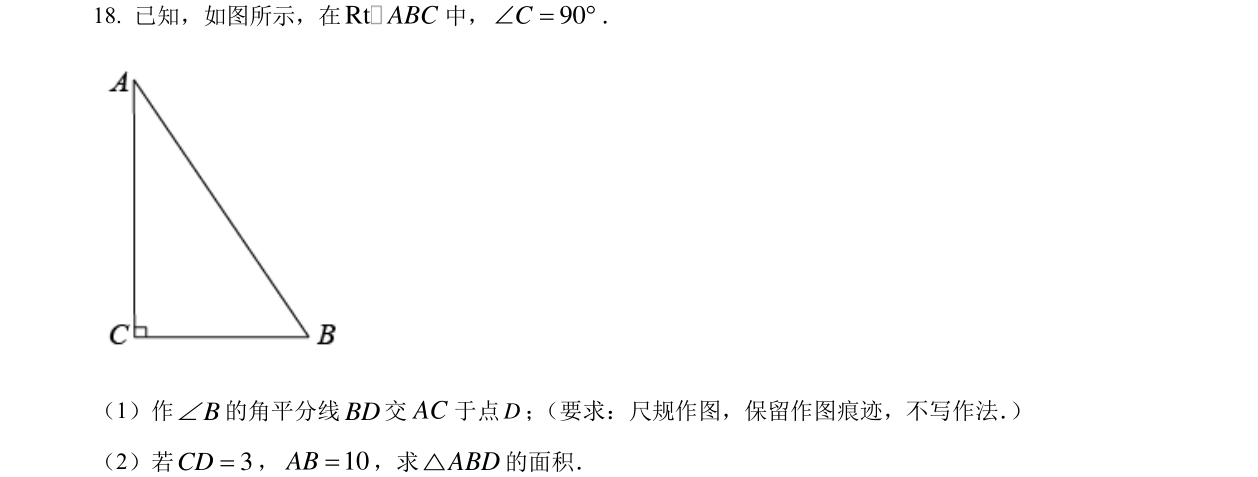 18. 已知，如图所示，在Rt□ABC中，∠C=90°．
A
C
B
（1）作∠B的角平分线BD交AC于点D；（要求：尺规作图，保留作图痕迹，不写作法．）
（2）若CD=3，AB=10，求△ABD的面积．